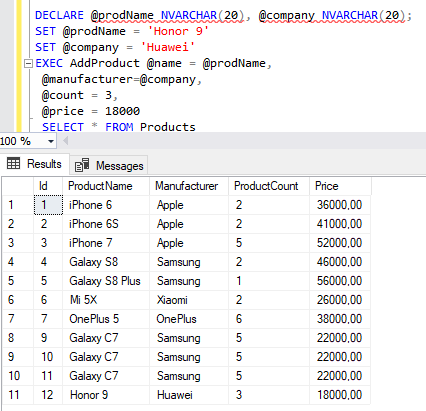 DECLARE @prodName NVARCHAR(20), @company NVARCHAR(20);
SET @prodName = 'Honor 9'
SET @company = 'Huawei'
EXEC AddProduct @name = @prodName,
@manufacturer=@company,
@count = 3,
@price = 18000
SELECT * FROM Products
100 %
Results Messages
Id ProductName Manufacturer ProductCount Price
1 1 iPhone 6 Apple 2 36000,00
2 2 iPhone 6S Apple 2 41000,00
3 3 iPhone 7 Apple 5 52000,00
4 4 Galaxy S8 Samsung 2 46000,00
5 5 Galaxy S8 Plus Samsung 1 56000,00
6 6 Mi 5X Xiaomi 2 26000,00
7 7 OnePlus 5 OnePlus 6 38000,00
8 9 Galaxy C7 Samsung 5 22000,00
9 10 Galaxy C7 Samsung 5 22000,00
10 11 Galaxy C7 Samsung 5 22000,00
11 12 Honor 9 Huawei 3 18000,00